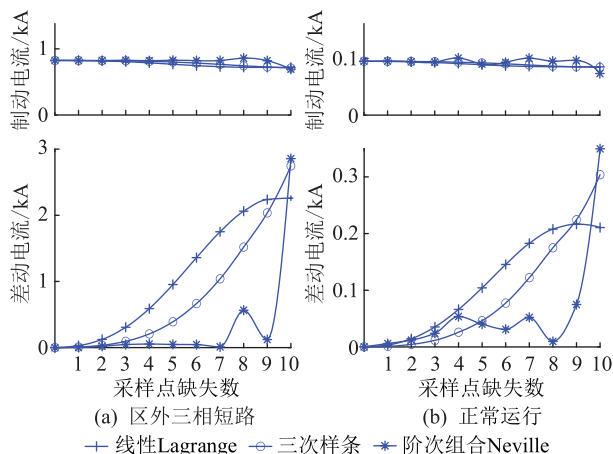 制动电流/kA
1
0
制动电流/kA
0.1
0
差动电流/kA
3
2
1
0
1 2 3 4 5 6 7 8 9 10
采样点缺失数
(a) 区外三相短路
差动电流/kA
0.3
0.2
0.1
0
1 2 3 4 5 6 7 8 9 10
采样点缺失数
(b) 正常运行
线性Lagrange 三次样条 阶次组合Neville